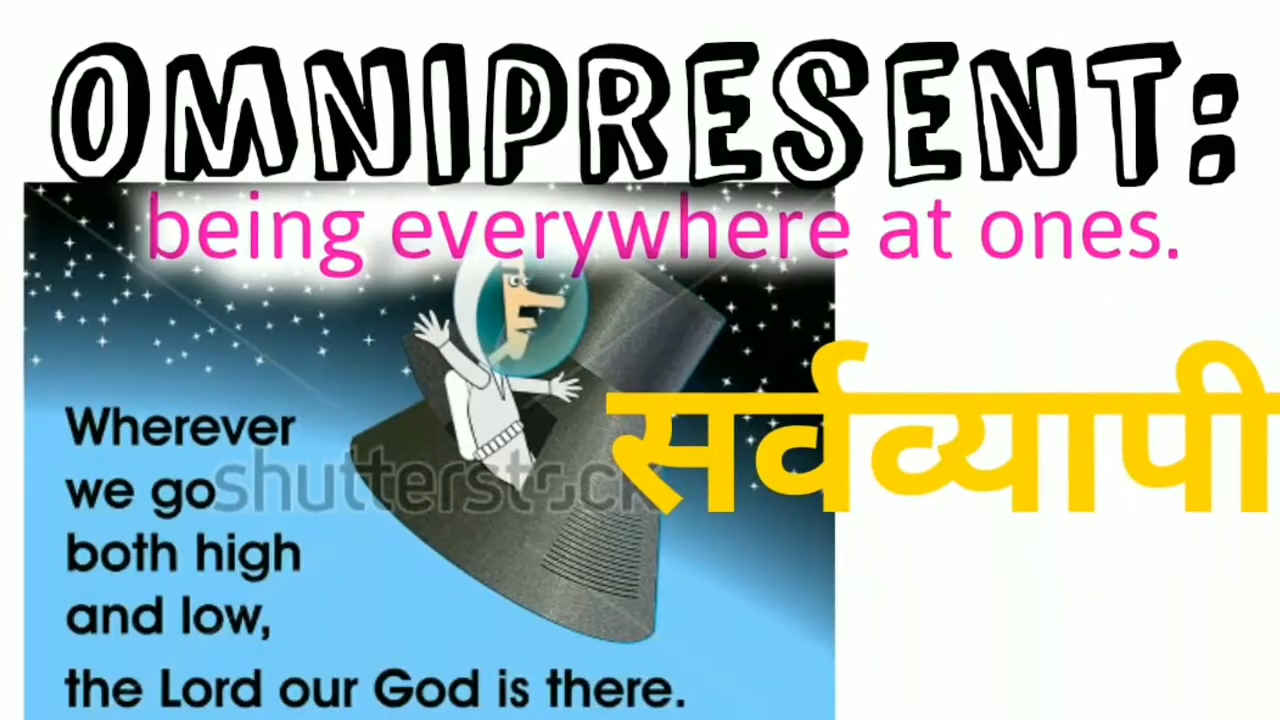 OMNIPRESENT:
being everywhere at ones.
सर्वव्यापी
Wherever
we go
shutterstock
both high
and low,
the Lord our God is there.